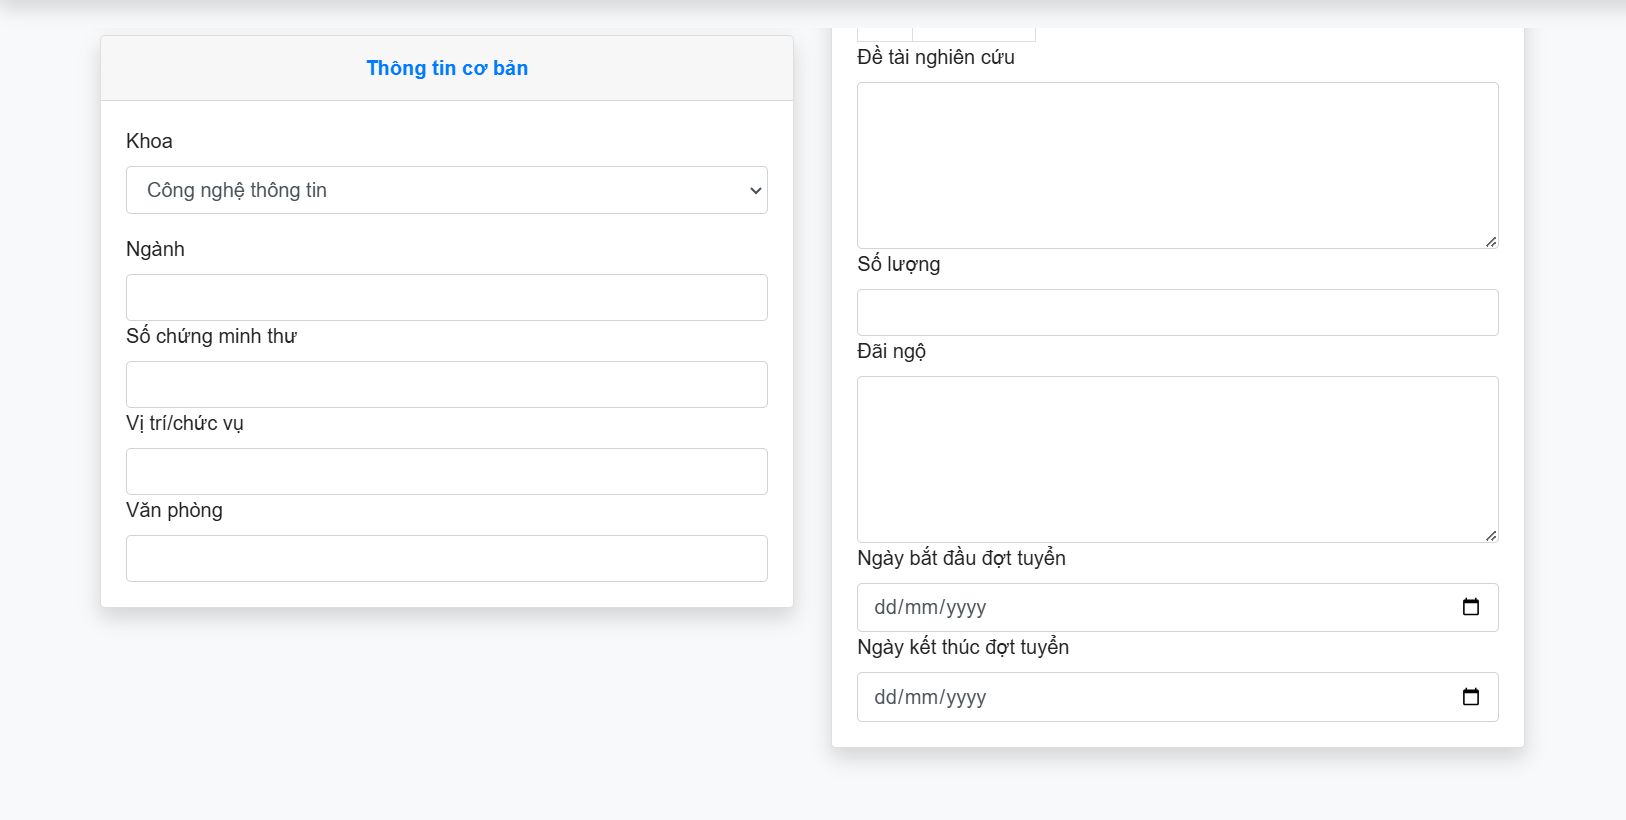 Thông tin cơ bản
Khoa
Công nghệ thông tin
Ngành
Số chứng minh thư
Vị trí/chức vụ
Văn phòng
Đề tài nghiên cứu
Số lượng
Đãi ngộ
Ngày bắt đầu đợt tuyển
dd/mm/yyyy
Ngày kết thúc đợt tuyển
dd/mm/yyyy